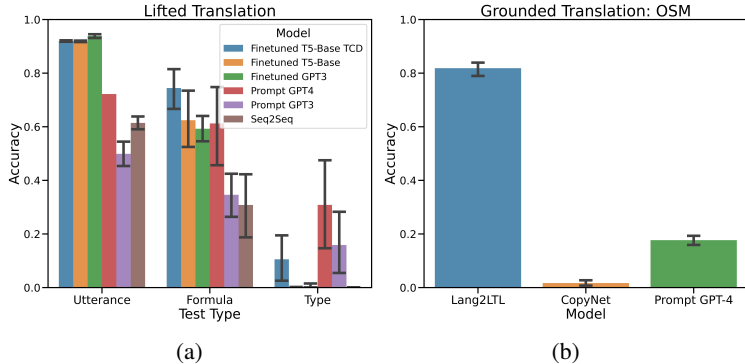 Lifted Translation
Accuracy
1.0
0.8
0.6
0.4
0.2
0.0
Model
Finetuned T5-Base TCD
Finetuned T5-Base
Finetuned GPT3
Prompt GPT4
Prompt GPT3
Seq2Seq
Utterance
Formula
Type
Test Type
(a)
Grounded Translation: OSM
Accuracy
1.0
0.8
0.6
0.4
0.2
0.0
Lang2LTL
CopyNet
Prompt GPT-4
Model
(b)